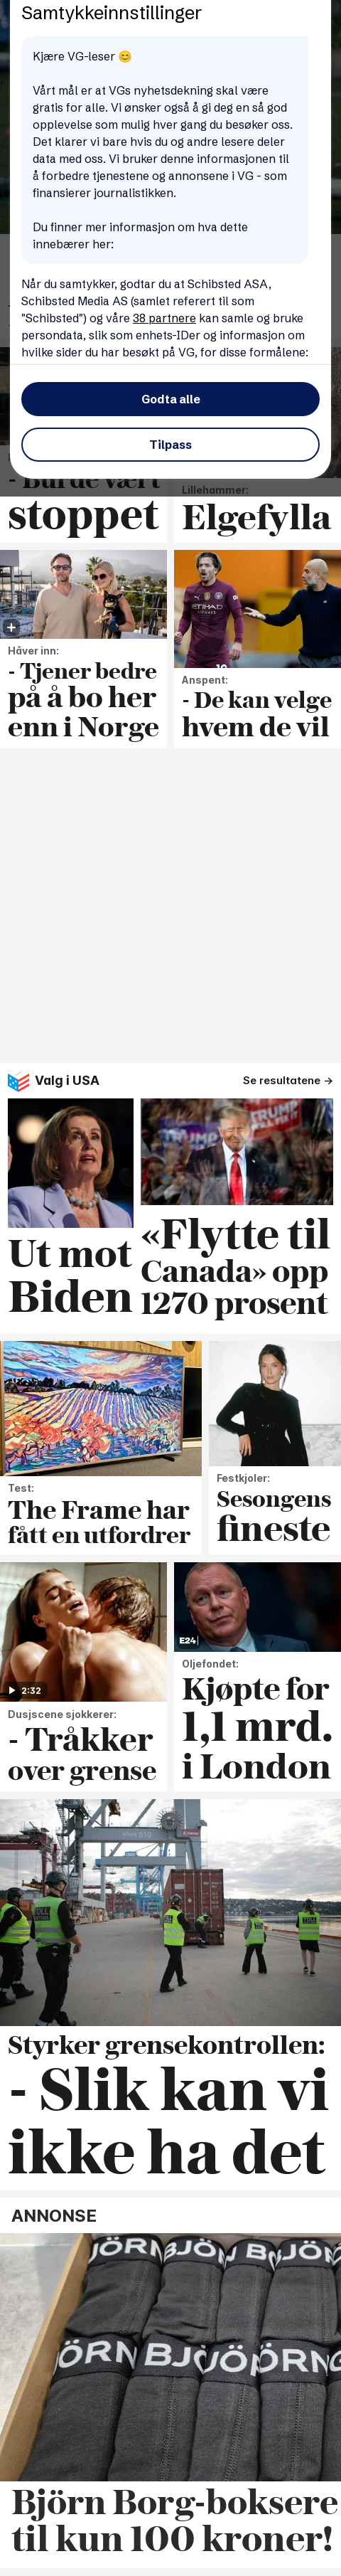 Samtykkeinnstillinger
Kjære VG-leser 😊
Vårt mål er at VGs nyhetsdekning skal være
gratis for alle. Vi ønsker også å gi deg en så god
opplevelse som mulig hver gang du besøker oss.
Det klarer vi bare hvis du og andre lesere deler
data med oss. Vi bruker denne informasjonen til
å forbedre tjenestene og annonsene i VG - som
finansierer journalistikken.
Du finner mer informasjon om hva dette
innebærer her:
Når du samtykker, godtar du at Schibsted ASA,
Schibsted Media AS (samlet referert til som
"Schibsted") og våre 38 partnere kan samle og bruke
persondata, slik som enhets-IDer og informasjon om
hvilke sider du har besøkt på VG, for disse formålene:
Godta alle
Tilpass
- Burde vært
stoppet
Lillehammer:
Elgefylla
Håver inn:
- Tjener bedre
på å bo her
enn i Norge
ETIHAD
10
Anspent:
- De kan velge
hvem de vil
Valg i USA
Se resultatene →
Ut mot
Biden
TRUMP
«Flytte til
Canada» opp
1270 prosent
Test:
The Frame har
fått en utfordrer
Festkjoler:
Sesongens
fineste
2:32
Dusjscene sjokkerer:
- Tråkker
over grense
E24
Oljefondet:
Kjøpte for
1,1 mrd.
i London
Styrker grensekontrollen:
- Slik kan vi
ikke ha det
ANNONSE
BJÖRN BO
Björn Borg-boksere
til kun 100 kroner!